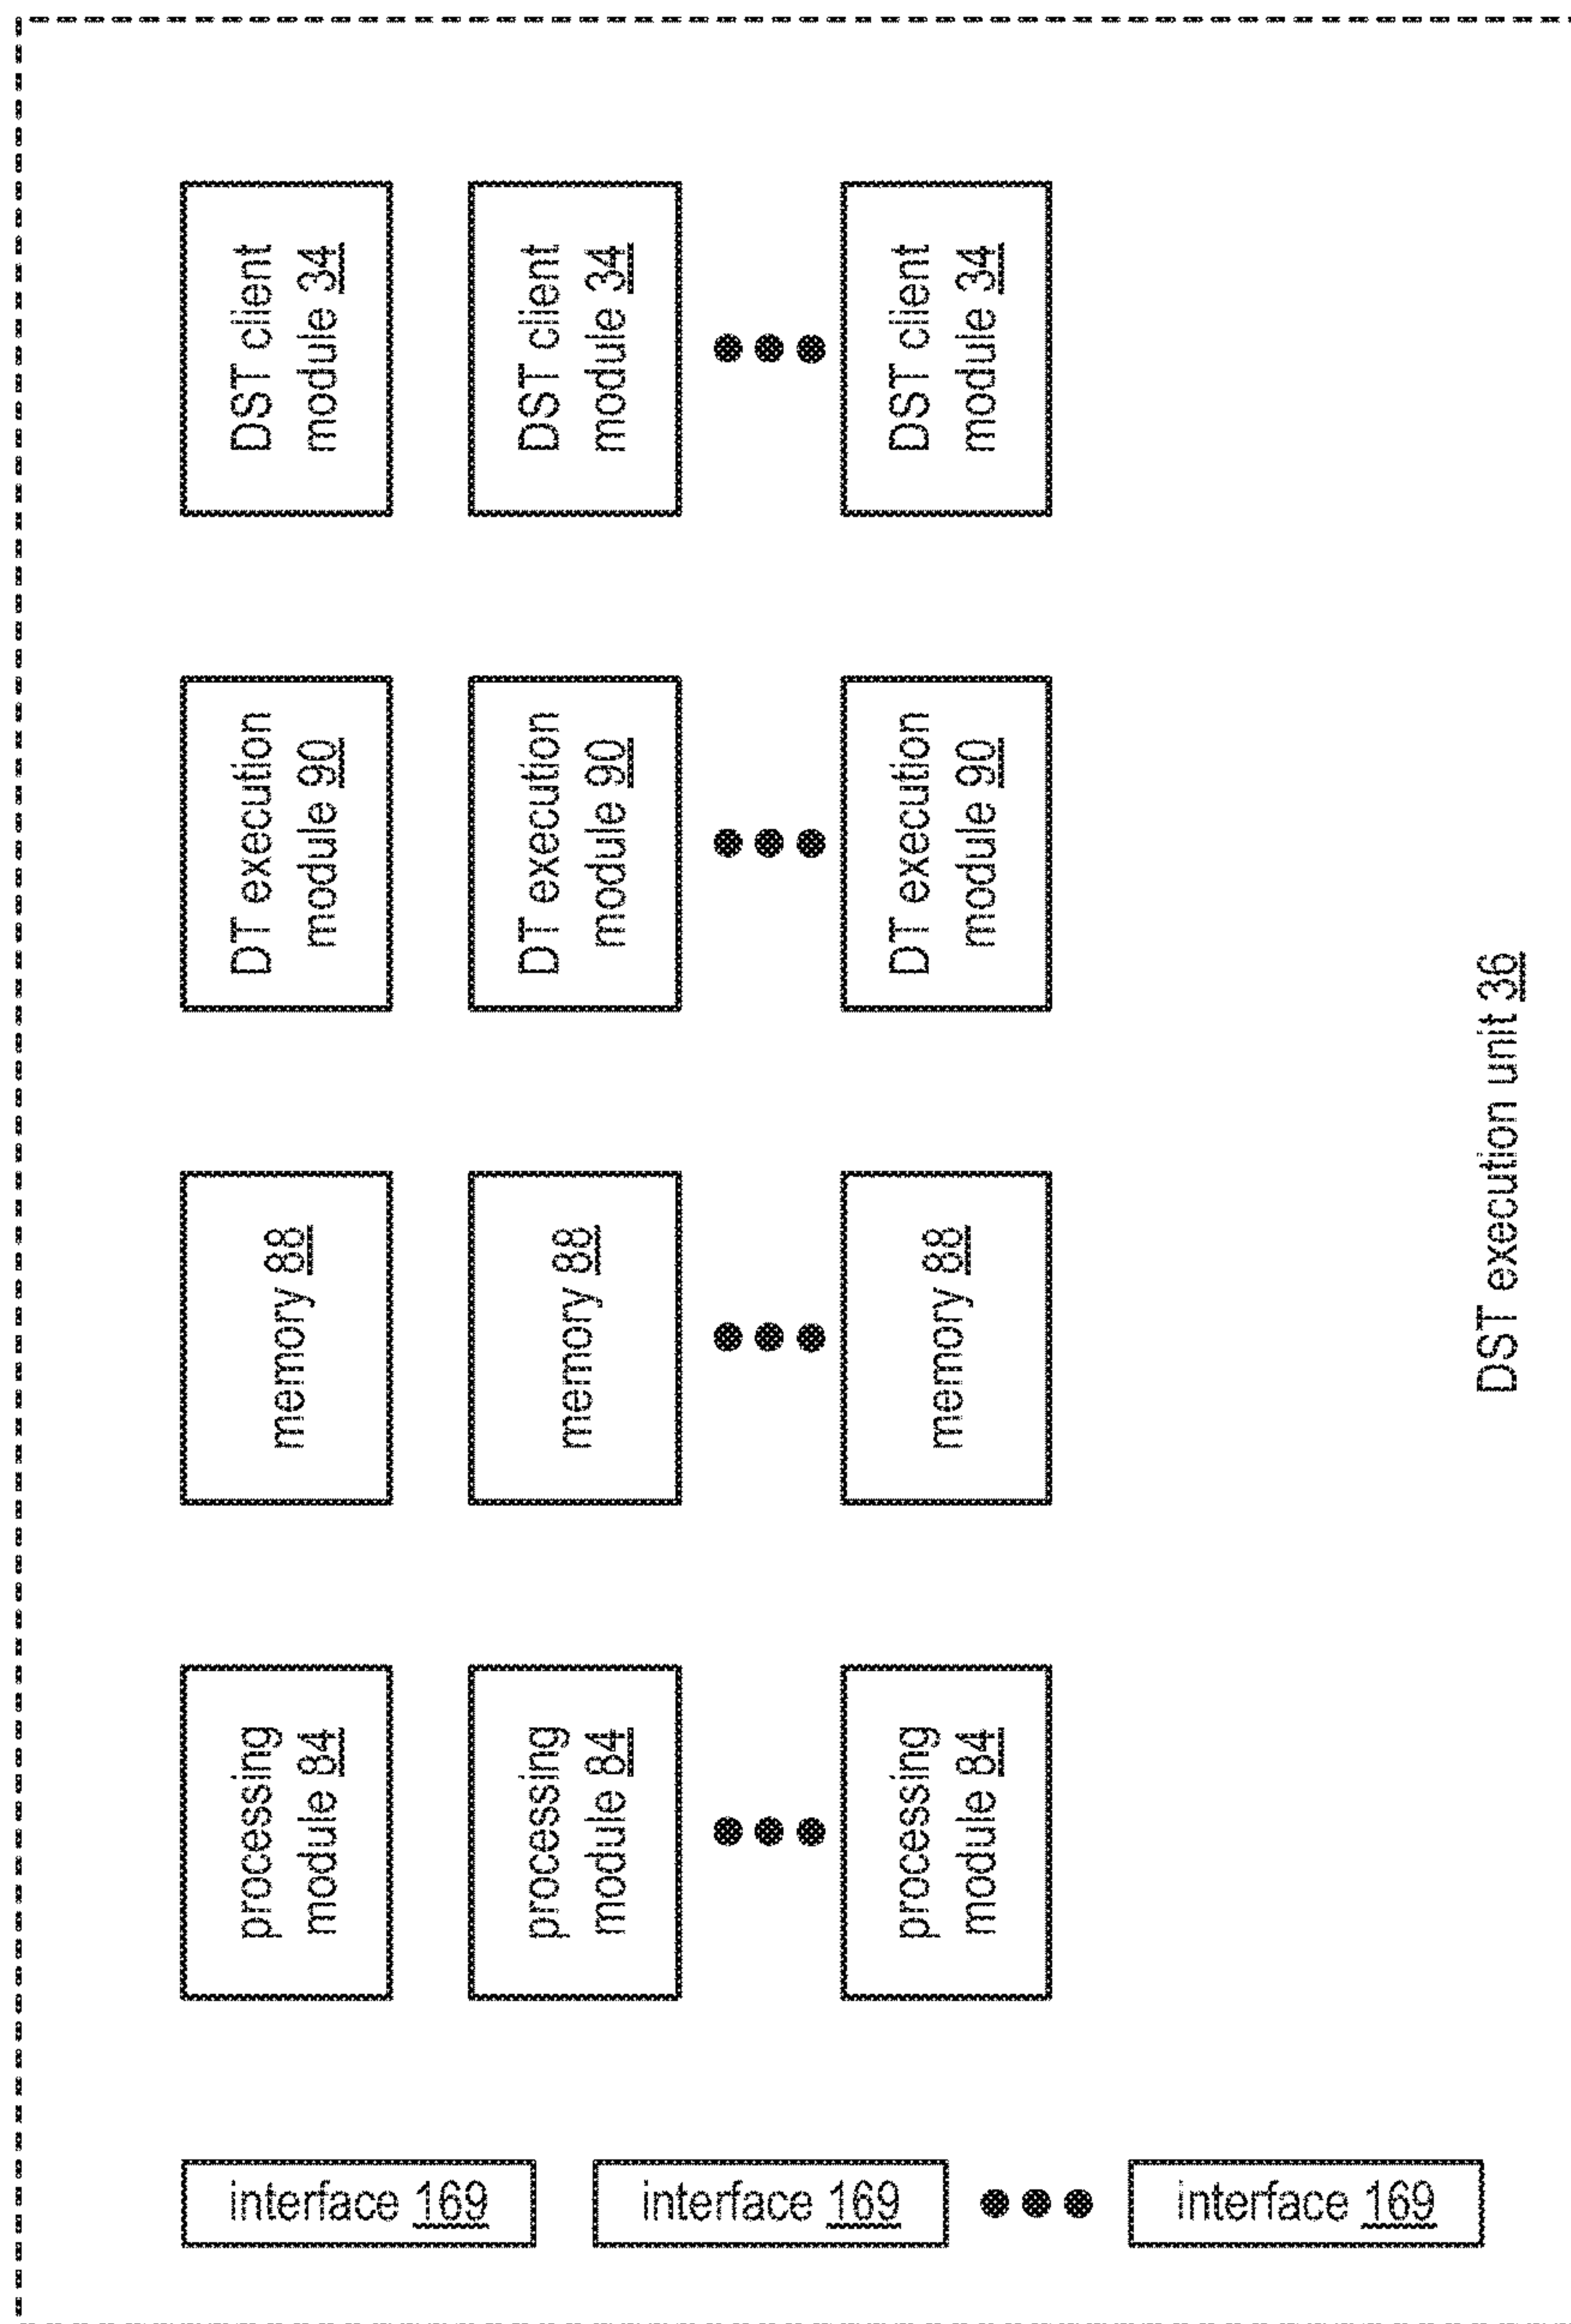 interface 169
processing
module 84
memory 88
DT execution
module 90
DST client
module 34
interface 169
processing
module 84
memory 88
DT execution
module 90
DST client
module 34
interface 169
processing
module 84
memory 88
DT execution
module 90
DST client
module 34
DST execution unit 36